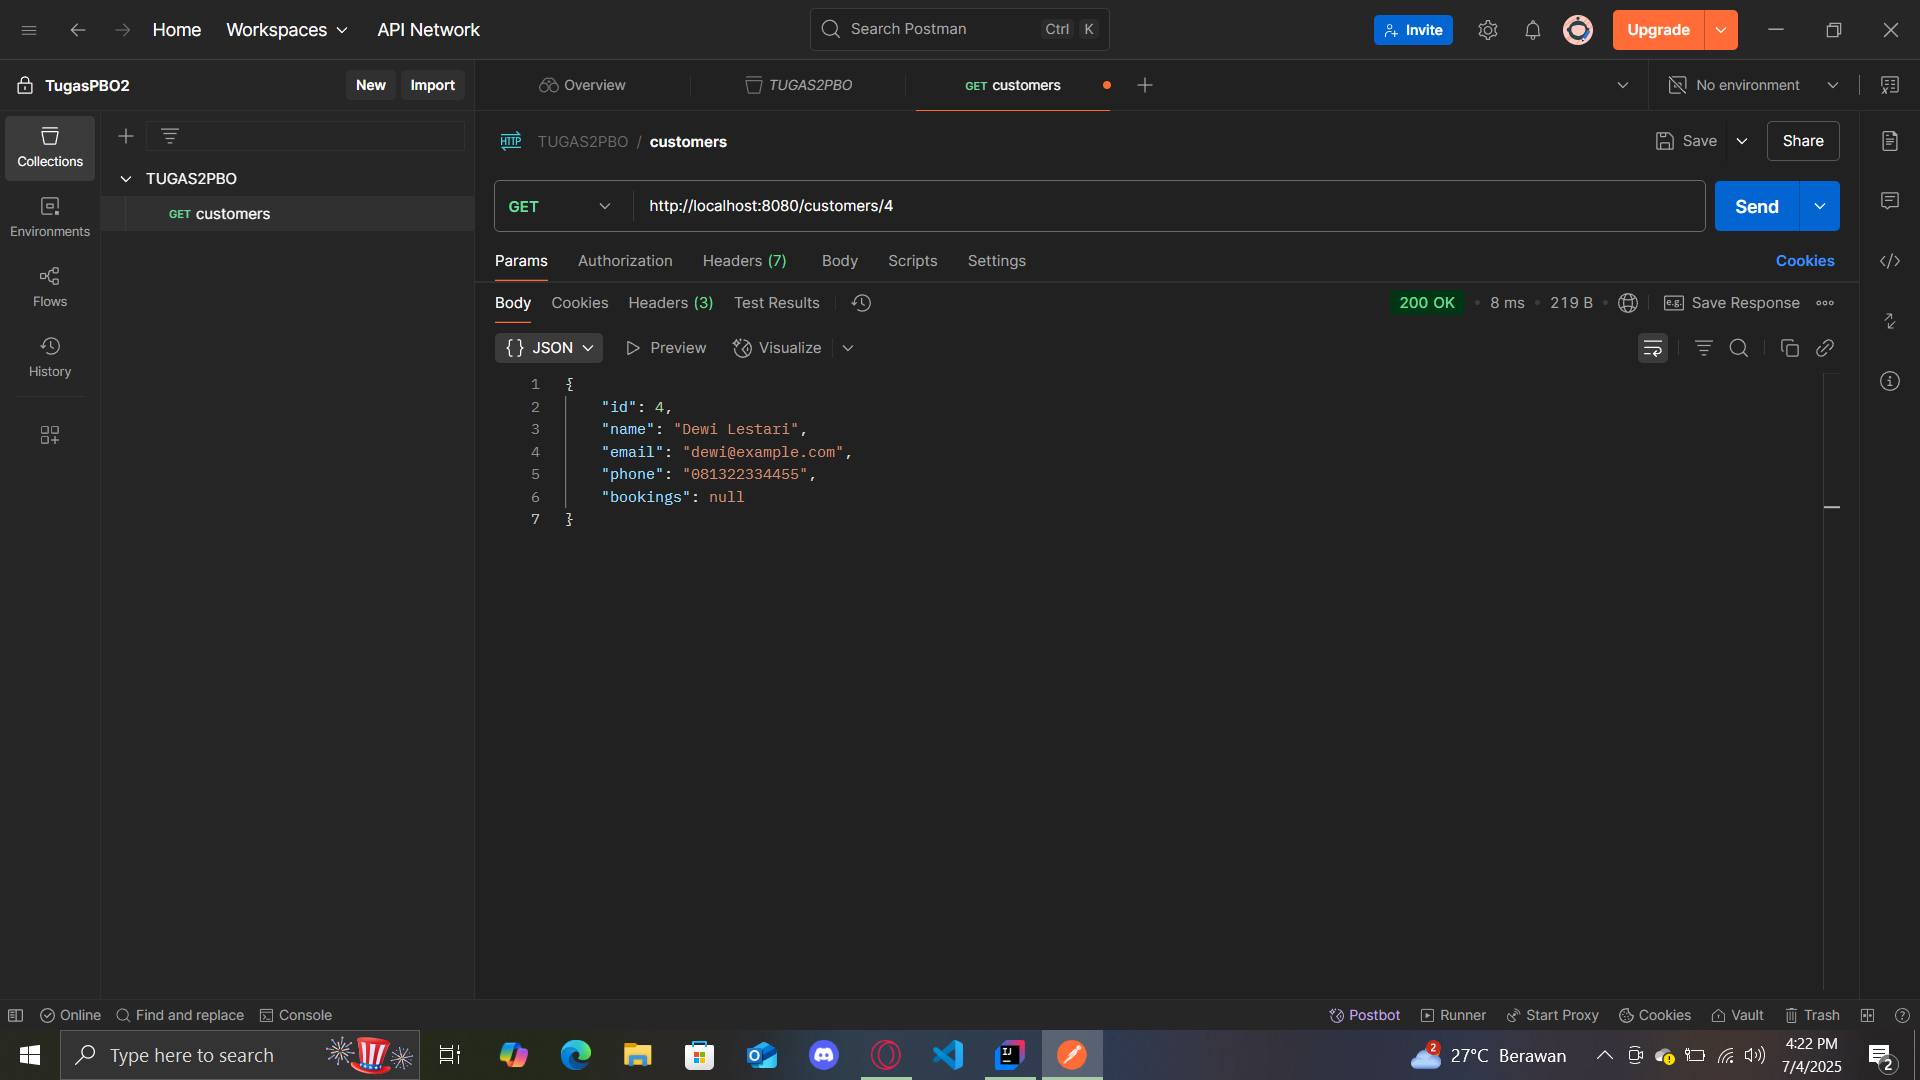 Home
Workspaces
API Network
Search Postman
Ctrl
K
Invite
Upgrade
TugasPBO2
New
Import
Overview
TUGAS2PBO
GET customers
No environment
Collections
Environments
Flows
History
TUGAS2PBO
GET customers
HTTP
TUGAS2PBO / customers
Save
Share
GET
http://localhost:8080/customers/4
Send
Params
Authorization
Headers (7)
Body
Scripts
Settings
Cookies
Body
Cookies
Headers (3)
Test Results
200 OK
8 ms
219 B
e.g.
Save Response
{} JSON
Preview
Visualize
1 {
2 "id": 4,
3 "name": "Dewi Lestari",
4 "email": "dewi@example.com",
5 "phone": "081322334455",
6 "bookings": null
7 }
Online
Find and replace
Console
Postbot
Runner
Start Proxy
Cookies
Vault
Trash
Type here to search
2
27°C Berawan
4:22 PM
7/4/2025
2